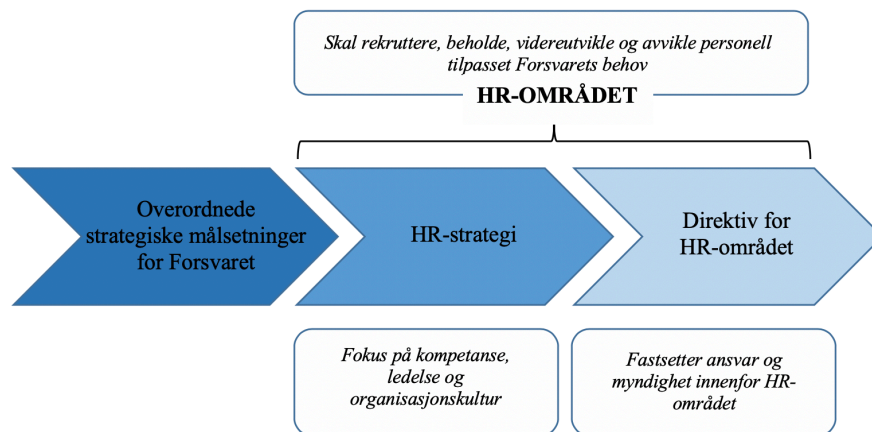 Skal rekruttere, beholde, videreutvikle og avvikle personell
tilpasset Forsvarets behov
HR-OMRÅDET
Overordnede
strategiske målsetninger
for Forsvaret
HR-strategi
Direktiv for
HR-området
Fokus på kompetanse,
ledelse og
organisasjonskultur
Fastsetter ansvar og
myndighet innenfor HR-
området